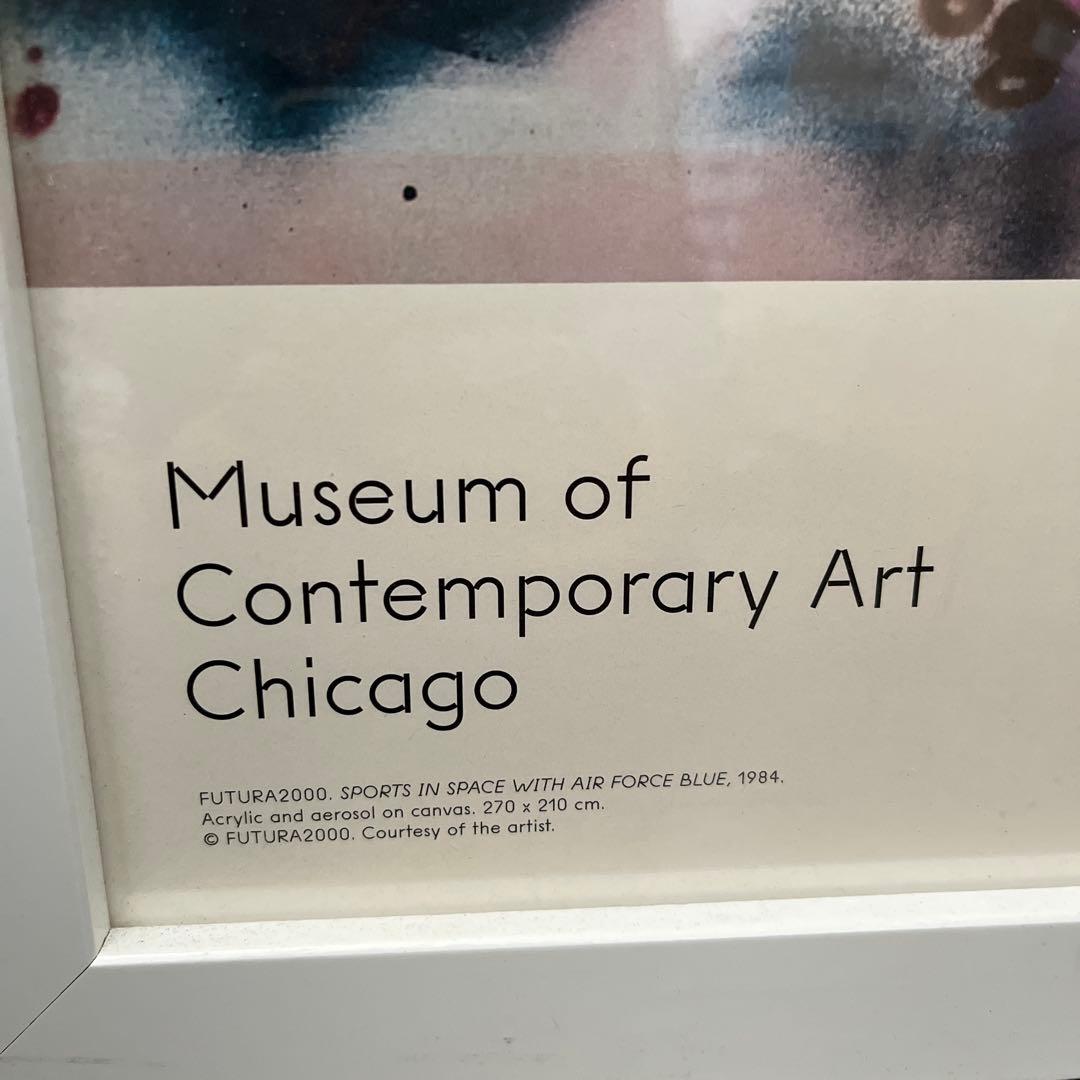 Museum of
Contemporary Art
Chicago
FUTURA2000. SPORTS IN SPACE WITH AIR FORCE BLUE, 1984.
Acrylic and aerosol on canvas. 270 x 210 cm.
© FUTURA2000. Courtesy of the artist.